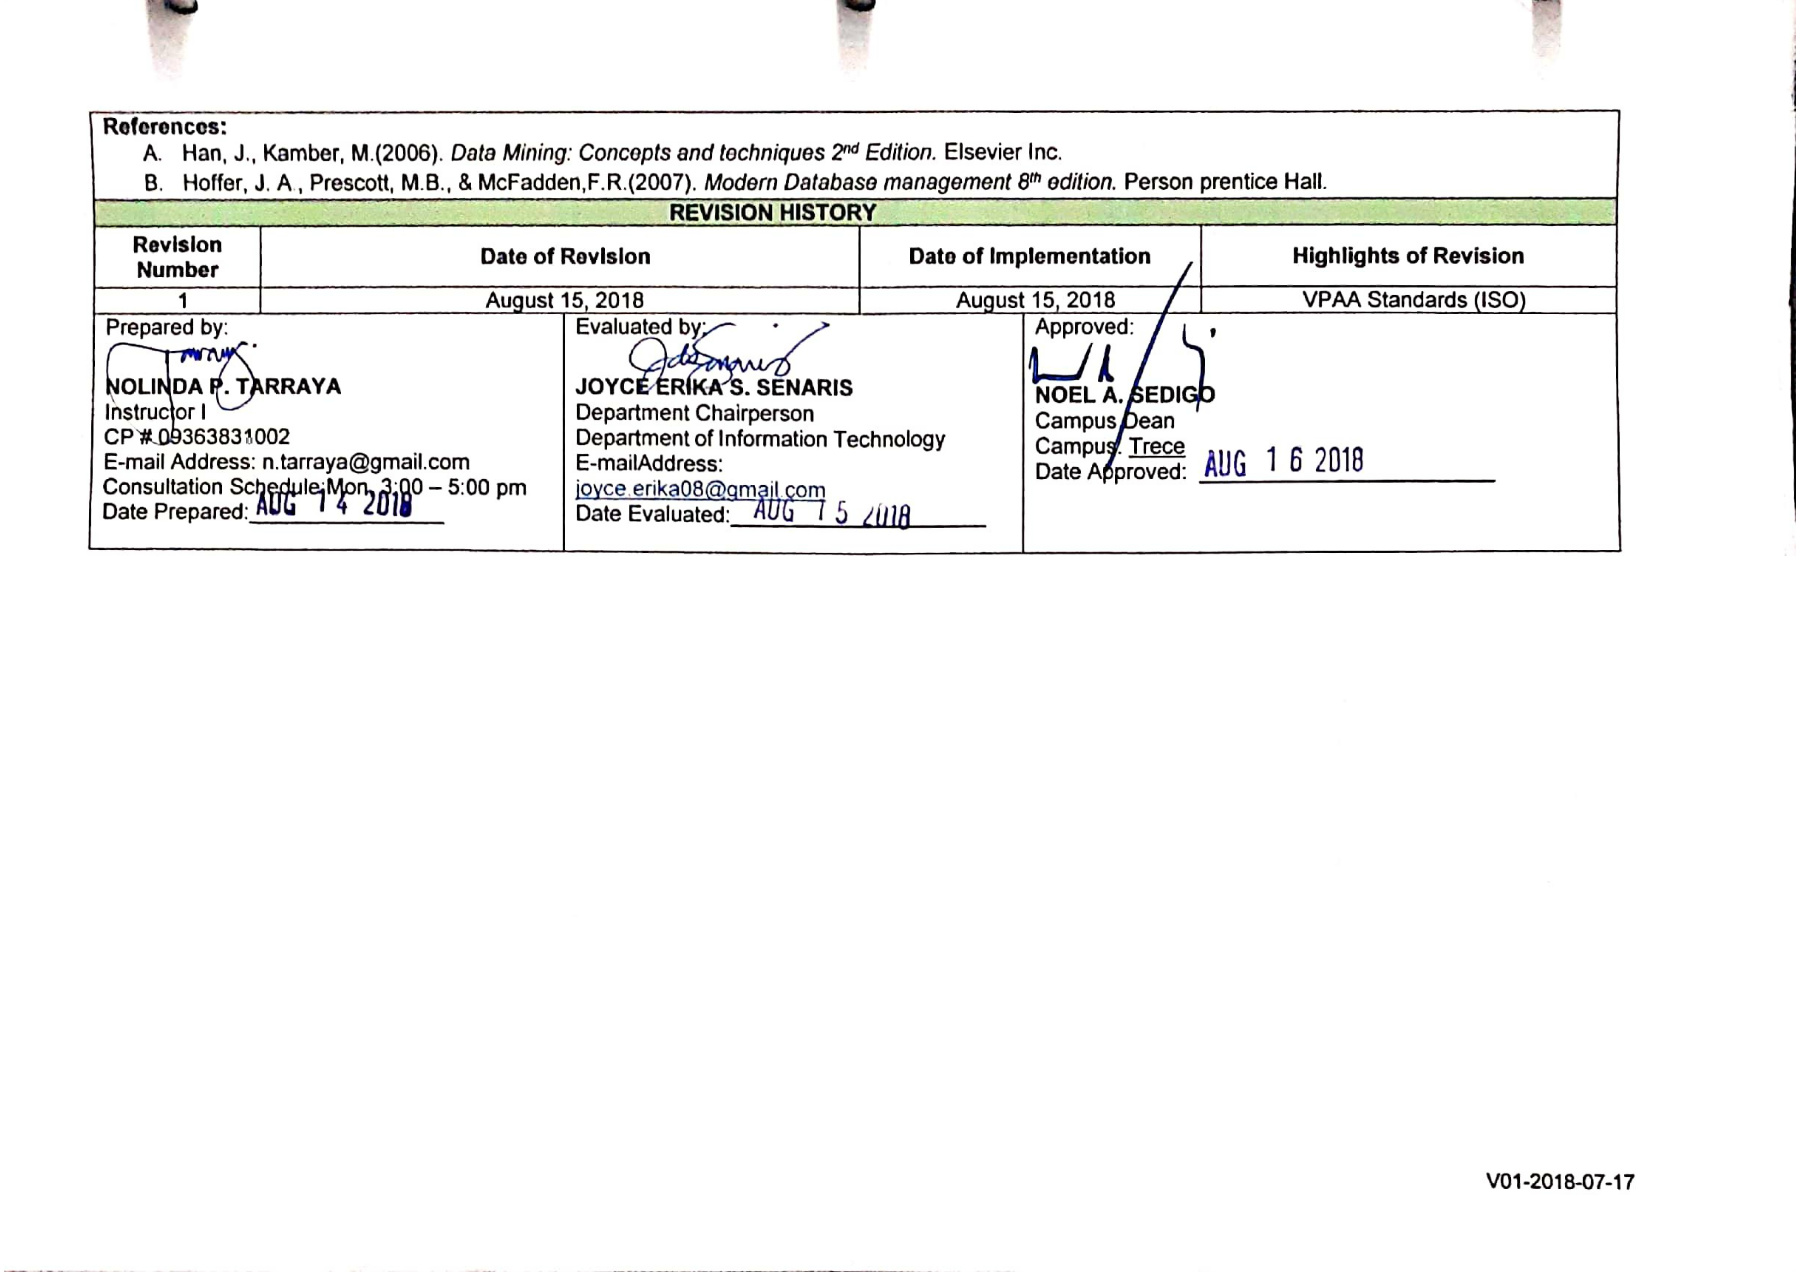 References:
A. Han, J., Kamber, M.(2006). Data Mining: Concepts and techniques 2nd Edition. Elsevier Inc.
B. Hoffer, J. A., Prescott, M.B., & McFadden,F.R.(2007). Modern Database management 8th edition. Person prentice Hall.
REVISION HISTORY
Revision Number
Date of Revision
Date of Implementation
Highlights of Revision
1
August 15, 2018
August 15, 2018
VPAA Standards (ISO)
Prepared by:
NOLINDA P. TARRAYA
Instructor I
CP # 09363831002
E-mail Address: n.tarraya@gmail.com
Consultation Schedule:Mon, 3:00 – 5:00 pm
Date Prepared: AUG 14 2018
Evaluated by:
JOYCE ERIKA S. SENARIS
Department Chairperson
Department of Information Technology
E-mailAddress:
joyce.erika08@gmail.com
Date Evaluated: AUG 15 2018
Approved:
NOEL A. SEDIGO
Campus Dean
Campus: Trece
Date Approved: AUG 16 2018
V01-2018-07-17